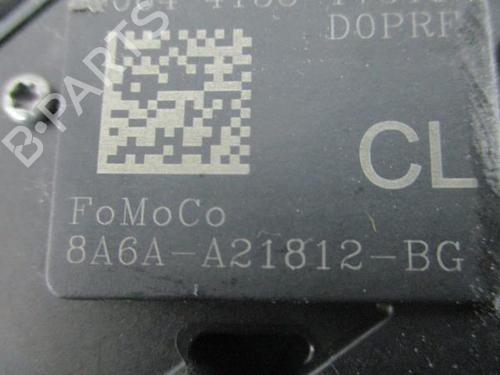 D0PRF
CL
FoMoCo
8A6A-A21812-BG
B-PARTS